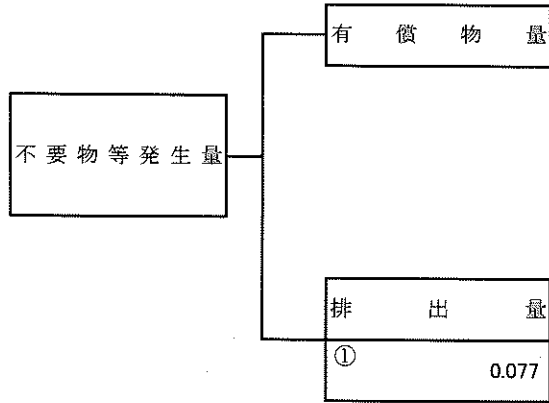 有償物量
不要物等発生量
排出量
①
0.077